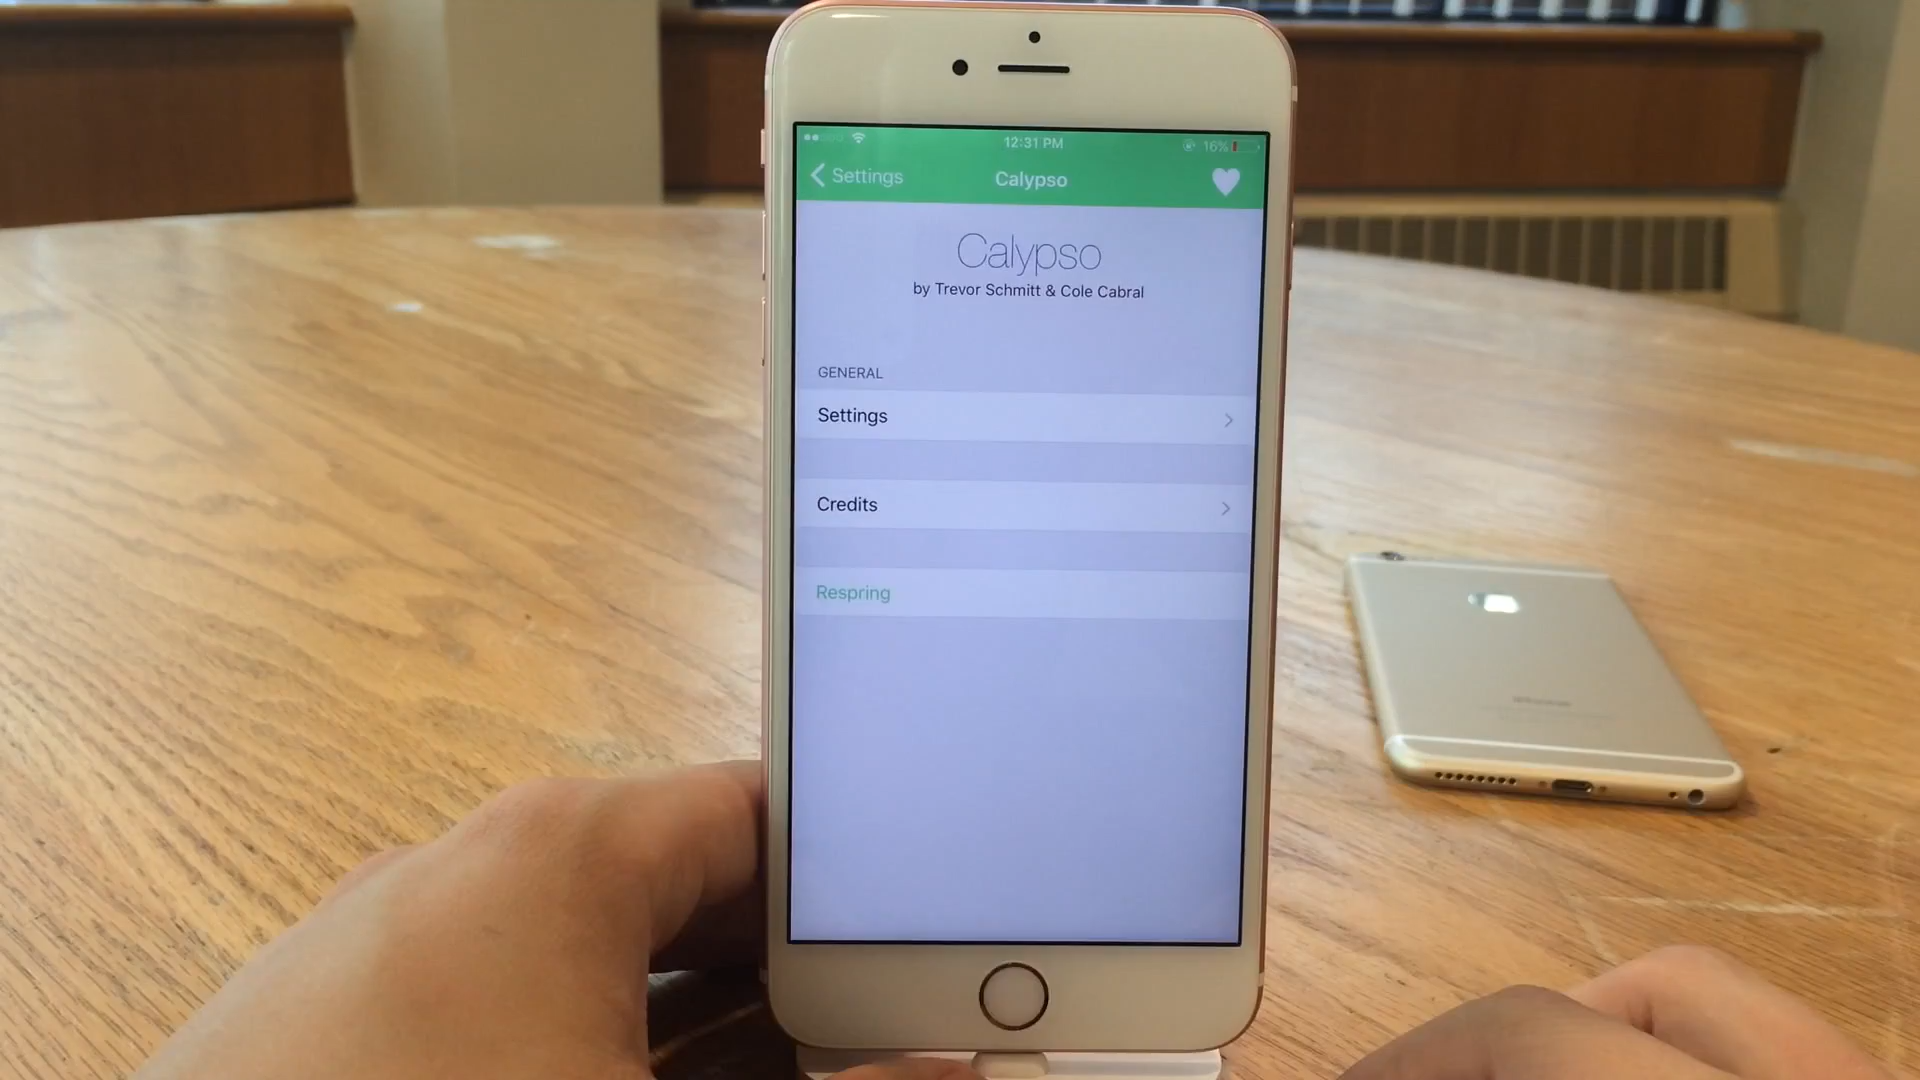 12:31 PM
16%
Settings
Calypso
Calypso
by Trevor Schmitt & Cole Cabral
GENERAL
Settings
Credits
Respring